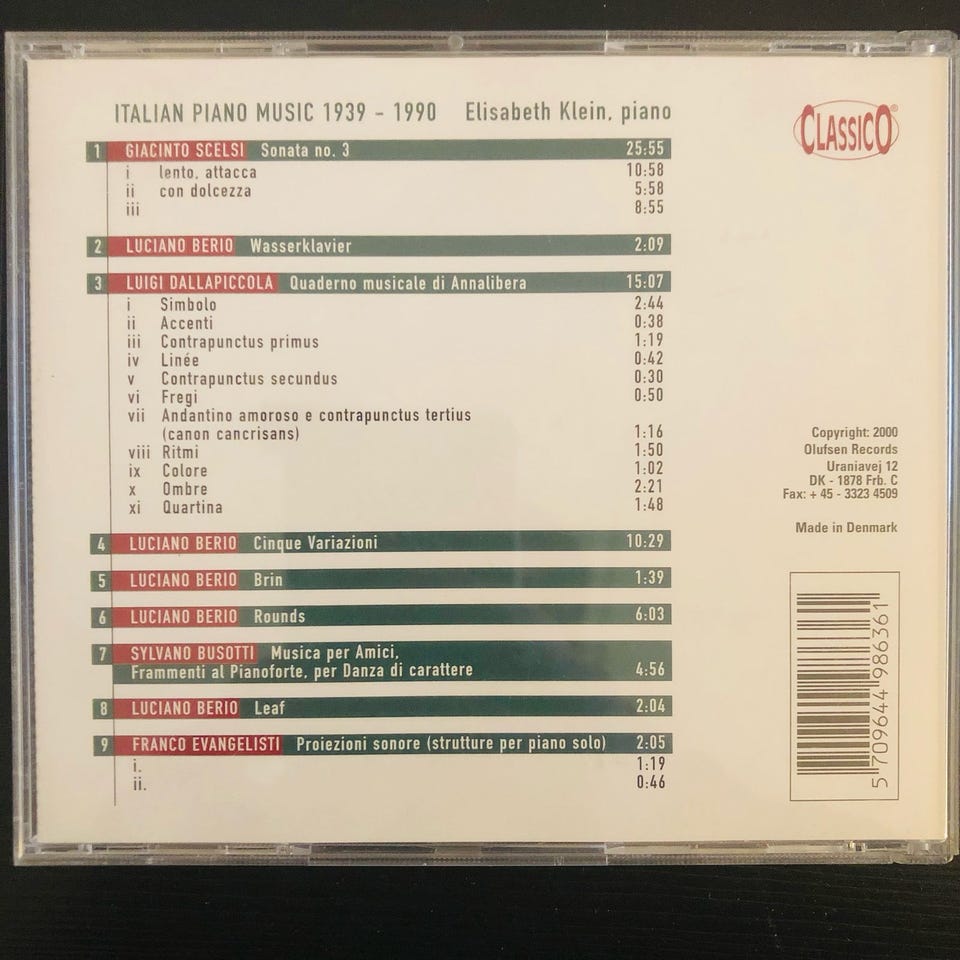 ITALIAN PIANO MUSIC 1939 - 1990 Elisabeth Klein, piano
CLASSICO®
1 GIACINTO SCELSI Sonata no. 3 25:55
i lento, attacca 10:58
ii con dolcezza 5:58
iii 8:55
2 LUCIANO BERIO Wasserklavier 2:09
3 LUIGI DALLAPICCOLA Quaderno musicale di Annalibera 15:07
i Simbolo 2:44
ii Accenti 0:38
iii Contrapunctus primus 1:19
iv Linée 0:42
v Contrapunctus secundus 0:30
vi Fregi 0:50
vii Andantino amoroso e contrapunctus tertius
(canon cancrisans) 1:16
viii Ritmi 1:50
ix Colore 1:02
x Ombre 2:21
xi Quartina 1:48
4 LUCIANO BERIO Cinque Variazioni 10:29
5 LUCIANO BERIO Brin 1:39
6 LUCIANO BERIO Rounds 6:03
7 SYLVANO BUSOTTI Musica per Amici,
Frammenti al Pianoforte, per Danza di carattere 4:56
8 LUCIANO BERIO Leaf 2:04
9 FRANCO EVANGELISTI Proiezioni sonore (strutture per piano solo) 2:05
i. 1:19
ii. 0:46
Copyright: 2000
Olufsen Records
Uraniavej 12
DK - 1878 Frb. C
Fax: + 45 - 3323 4509
Made in Denmark
5 709644 986361